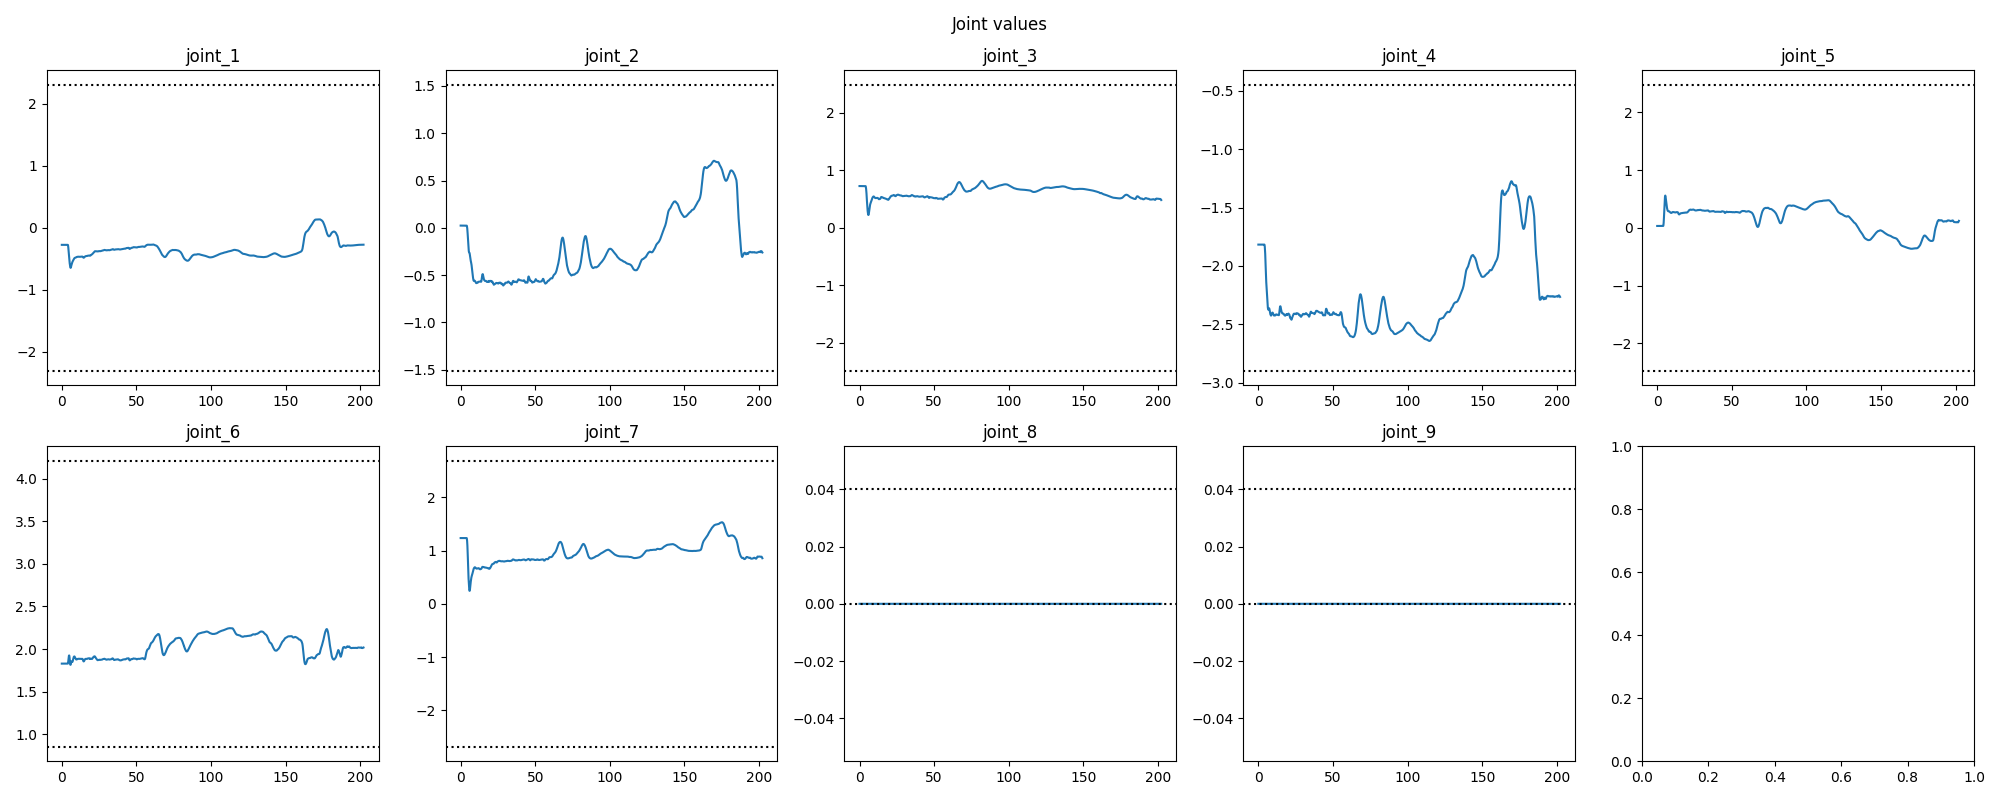 Joint values
joint_1
2
1
0
−1
−2
0 50 100 150 200
joint_2
1.5
1.0
0.5
0.0
−0.5
−1.0
−1.5
0 50 100 150 200
joint_3
2
1
0
−1
−2
0 50 100 150 200
joint_4
−0.5
−1.0
−1.5
−2.0
−2.5
−3.0
0 50 100 150 200
joint_5
2
1
0
−1
−2
0 50 100 150 200
joint_6
4.0
3.5
3.0
2.5
2.0
1.5
1.0
0 50 100 150 200
joint_7
2
1
0
−1
−2
0 50 100 150 200
joint_8
0.04
0.02
0.00
−0.02
−0.04
0 50 100 150 200
joint_9
0.04
0.02
0.00
−0.02
−0.04
0 50 100 150 200
1.0
0.8
0.6
0.4
0.2
0.0
0.0 0.2 0.4 0.6 0.8 1.0